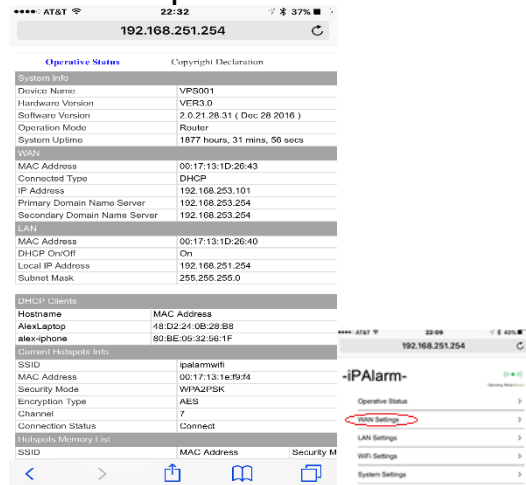 AT&T 22:32 37%
192.168.251.254
Operative Status Copyright Declaration
System Info
Device Name VPS001
Hardware Version VER3.0
Software Version 2.0.21.28.31 ( Dec 28 2016 )
Operation Mode Router
System Uptime 1877 hours, 31 mins, 56 secs
WAN
MAC Address 00:17:13:1D:26:43
Connected Type DHCP
IP Address 192.168.253.101
Primary Domain Name Server 192.168.253.254
Secondary Domain Name Server 192.168.253.254
LAN
MAC Address 00:17:13:1D:26:40
DHCP On/Off On
Local IP Address 192.168.251.254
Subnet Mask 255.255.255.0
DHCP Clients
Hostname MAC Address
AlexLaptop 48:D2:24:0B:28:B8
alex-iphone 80:BE:05:32:56:1F
Current Hotspots Info
SSID ipalarmwifi
MAC Address 00:17:13:1e:f9:f4
Security Mode WPA2PSK
Encryption Type AES
Channel 7
Connection Status Connect
Hotspots Memory List
SSID MAC Address Security M
AT&T 22:09 40%
192.168.251.254
-iPAlarm-
Operative Status
WAN Settings
LAN Settings
WiFi Settings
System Settings